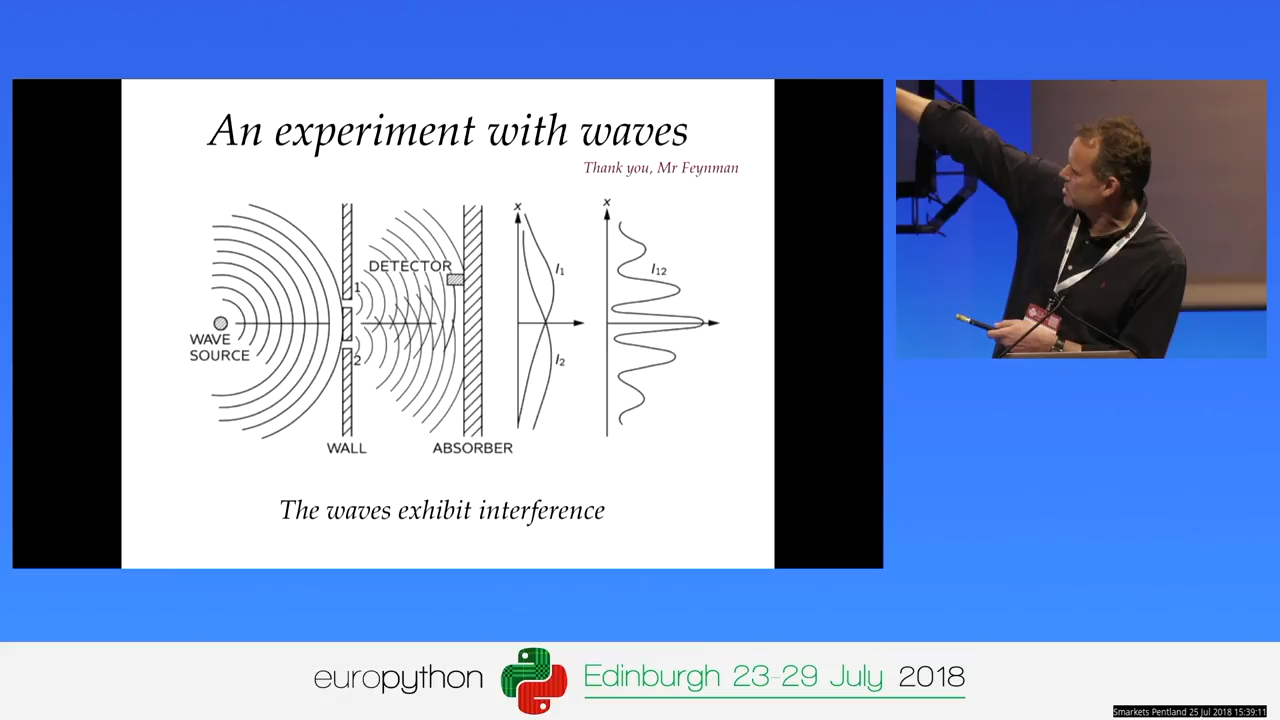 An experiment with waves
Thank you, Mr Feynman
x
x
DETECTOR
I1
I12
1
WAVE
SOURCE
2
I2
WALL
ABSORBER
The waves exhibit interference
europython
Edinburgh 23-29 July 2018
Smarkets Pentland 25 Jul 2018 15:39:11